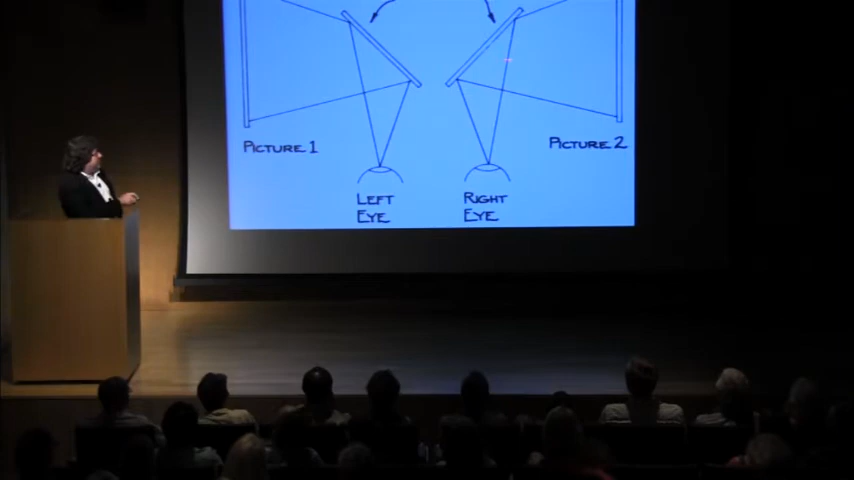 PICTURE 1
PICTURE 2
LEFT
EYE
RIGHT
EYE